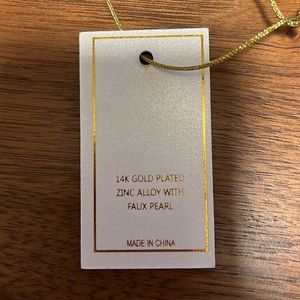 14K GOLD PLATED
ZINC ALLOY WITH
FAUX PEARL
MADE IN CHINA